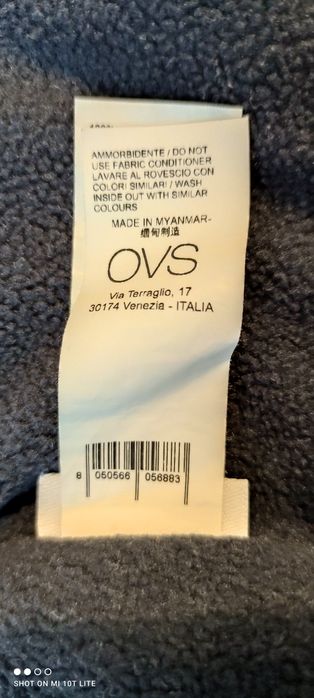 AMMORBIDENTE / DO NOT
USE FABRIC CONDITIONER
LAVARE AL ROVESCIO CON
COLORI SIMILARI / WASH
INSIDE OUT WITH SIMILAR
COLOURS
MADE IN MYANMAR-
缅甸制造
OVS
Via Terraglio, 17
30174 Venezia - ITALIA
8 050566 056883
SHOT ON MI 10T LITE